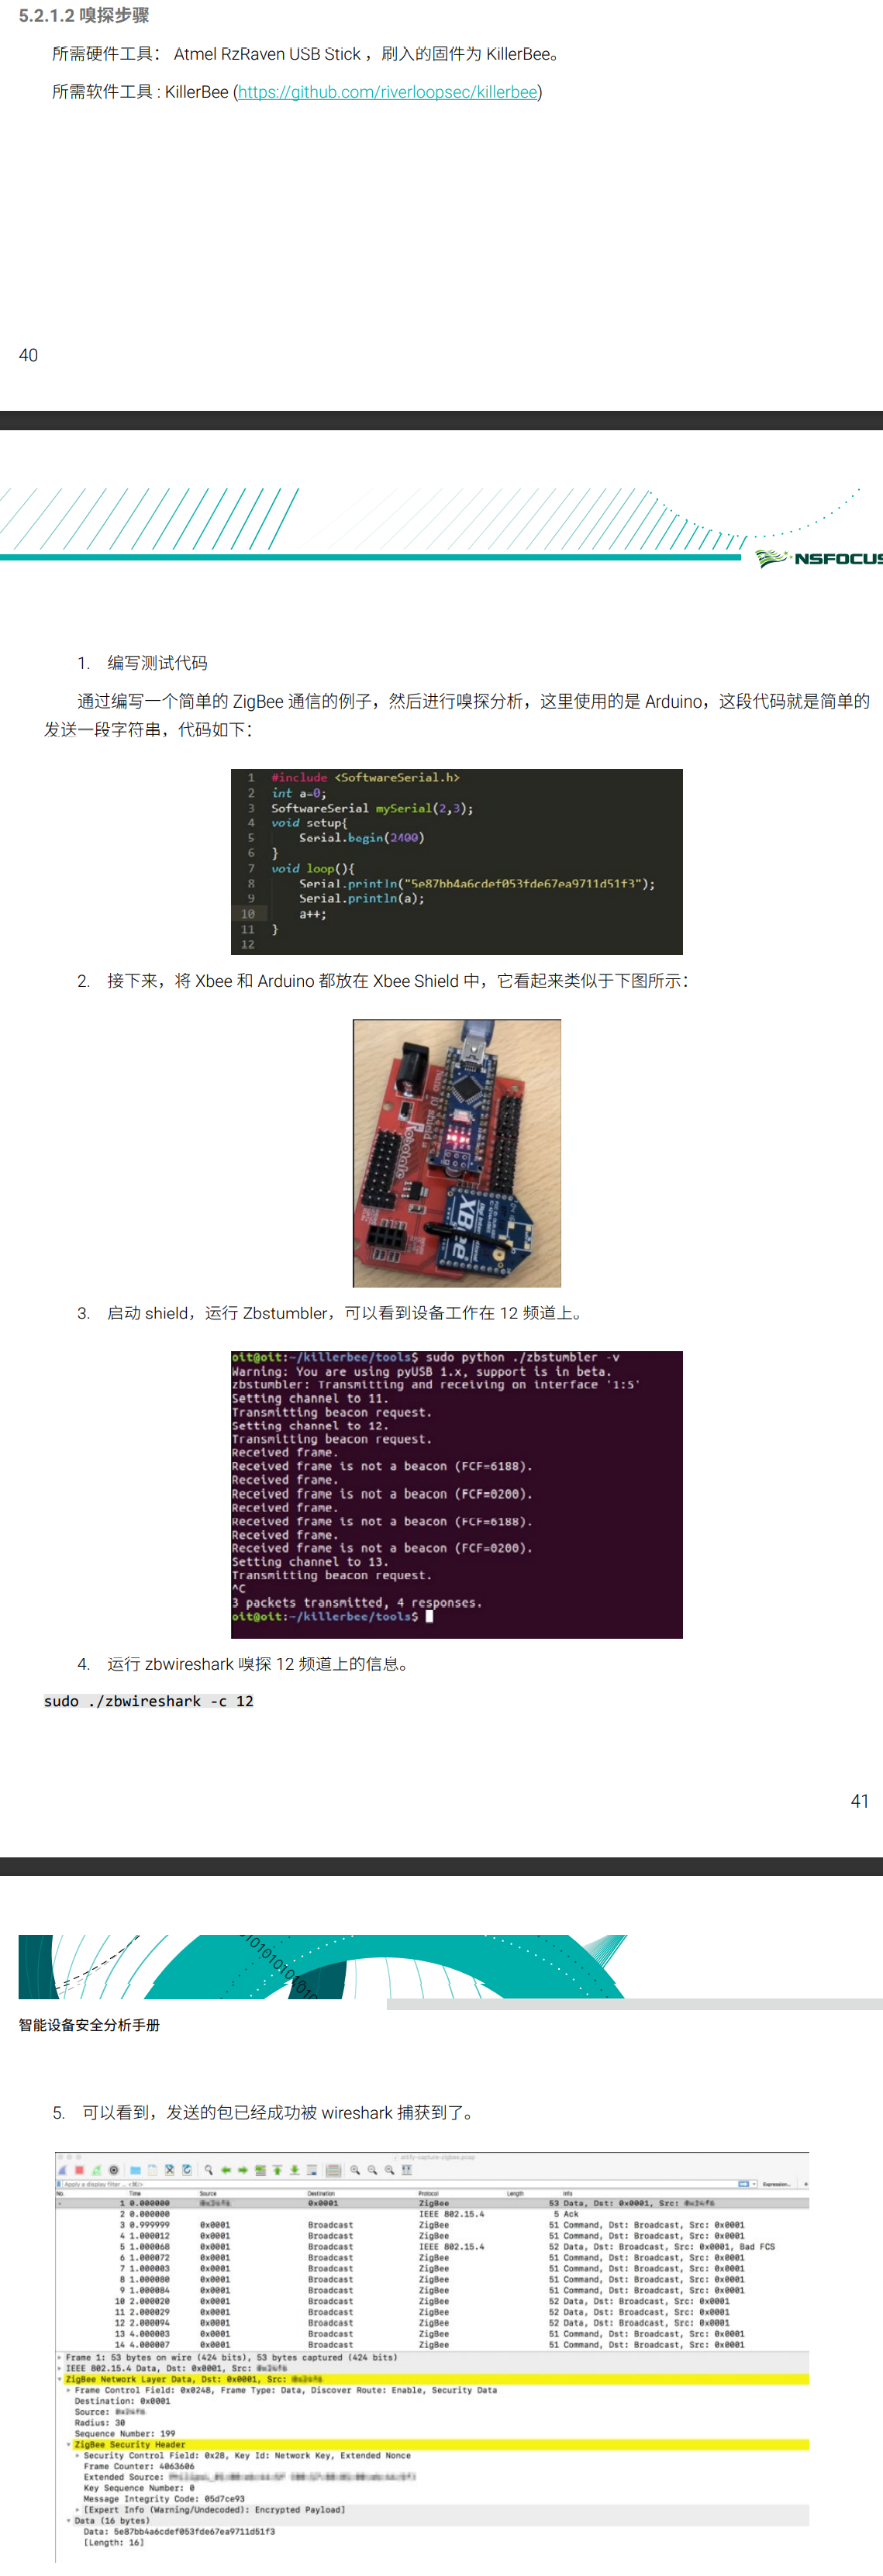 5.2.1.2 嗅探步骤
所需硬件工具： Atmel RzRaven USB Stick ，刷入的固件为 KillerBee。
所需软件工具 : KillerBee (https://github.com/riverloopsec/killerbee)
40
NSFOCUS
1. 编写测试代码
通过编写一个简单的 ZigBee 通信的例子，然后进行嗅探分析，这里使用的是 Arduino，这段代码就是简单的
发送一段字符串，代码如下：
1 #include <SoftwareSerial.h>
2 int a=0;
3 SoftwareSerial mySerial(2,3);
4 void setup{
5 Serial.begin(2400)
6 }
7 void loop(){
8 Serial.println("5e87bb4a6cdef053fde67ea9711d51f3");
9 Serial.println(a);
10 a++;
11 }
12
2. 接下来，将 Xbee 和 Arduino 都放在 Xbee Shield 中，它看起来类似于下图所示：
XBee
3. 启动 shield，运行 Zbstumbler，可以看到设备工作在 12 频道上。
oit@oit:~/killerbee/tools$ sudo python ./zbstumbler -v
Warning: You are using pyUSB 1.x, support is in beta.
zbstumbler: Transmitting and receiving on interface '1:5'
Setting channel to 11.
Transmitting beacon request.
Setting channel to 12.
Transmitting beacon request.
Received frame.
Received frame is not a beacon (FCF=6188).
Received frame.
Received frame is not a beacon (FCF=0200).
Received frame.
Received frame is not a beacon (FCF=6188).
Received frame.
Received frame is not a beacon (FCF=0200).
Setting channel to 13.
Transmitting beacon request.
^C
3 packets transmitted, 4 responses.
oit@oit:~/killerbee/tools$
4. 运行 zbwireshark 嗅探 12 频道上的信息。
sudo ./zbwireshark -c 12
41
101010101010
智能设备安全分析手册
5. 可以看到，发送的包已经成功被 wireshark 捕获到了。
Apply a display filter ... <⌘/> Expression...
No. Time Source Destination Protocol Length Info
1 0.000000 0x0001 ZigBee 53 Data, Dst: 0x0001, Src:
2 0.000000 IEEE 802.15.4 5 Ack
3 0.999999 0x0001 Broadcast ZigBee 51 Command, Dst: Broadcast, Src: 0x0001
4 1.000012 0x0001 Broadcast ZigBee 51 Command, Dst: Broadcast, Src: 0x0001
5 1.000068 0x0001 Broadcast IEEE 802.15.4 52 Data, Dst: Broadcast, Src: 0x0001, Bad FCS
6 1.000072 0x0001 Broadcast ZigBee 51 Command, Dst: Broadcast, Src: 0x0001
7 1.000003 0x0001 Broadcast ZigBee 51 Command, Dst: Broadcast, Src: 0x0001
8 1.000080 0x0001 Broadcast ZigBee 51 Command, Dst: Broadcast, Src: 0x0001
9 1.000084 0x0001 Broadcast ZigBee 51 Command, Dst: Broadcast, Src: 0x0001
10 2.000020 0x0001 Broadcast ZigBee 52 Data, Dst: Broadcast, Src: 0x0001
11 2.000029 0x0001 Broadcast ZigBee 52 Data, Dst: Broadcast, Src: 0x0001
12 2.000094 0x0001 Broadcast ZigBee 52 Data, Dst: Broadcast, Src: 0x0001
13 4.000003 0x0001 Broadcast ZigBee 51 Command, Dst: Broadcast, Src: 0x0001
14 4.000007 0x0001 Broadcast ZigBee 51 Command, Dst: Broadcast, Src: 0x0001
Frame 1: 53 bytes on wire (424 bits), 53 bytes captured (424 bits)
IEEE 802.15.4 Data, Dst: 0x0001, Src:
ZigBee Network Layer Data, Dst: 0x0001, Src:
Frame Control Field: 0x0248, Frame Type: Data, Discover Route: Enable, Security Data
Destination: 0x0001
Source:
Radius: 30
Sequence Number: 199
ZigBee Security Header
Security Control Field: 0x28, Key Id: Network Key, Extended Nonce
Frame Counter: 4063606
Extended Source:
Key Sequence Number: 0
Message Integrity Code: 05d7ce93
[Expert Info (Warning/Undecoded): Encrypted Payload]
Data (16 bytes)
Data: 5e87bb4a6cdef053fde67ea9711d51f3
[Length: 16]